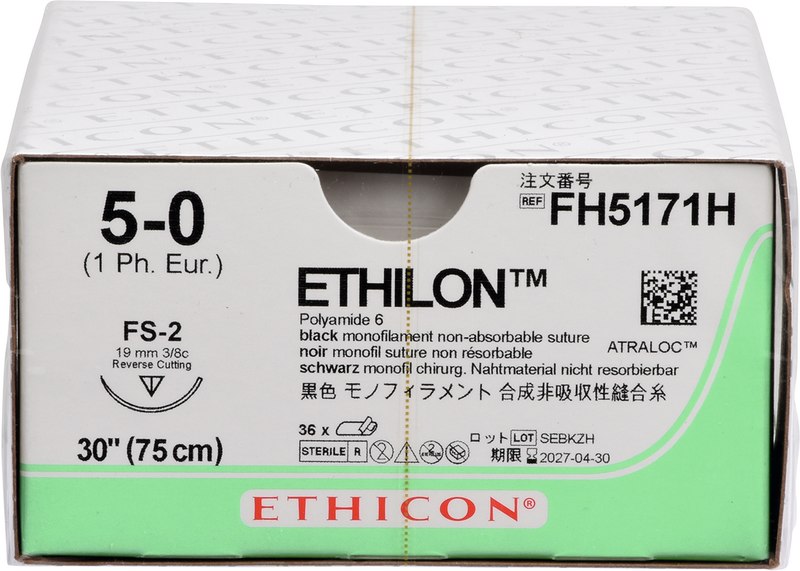 ETHICON®
5-0
(1 Ph. Eur.)
FS-2
19 mm 3/8c
Reverse Cutting
30" (75 cm)
注文番号
REF FH5171H
ETHILON™
Polyamide 6
black monofilament non-absorbable suture
noir monofil suture non résorbable
schwarz monofil chirurg. Nahtmaterial nicht resorbierbar
黒色 モノフィラメント 合成非吸収性縫合糸
ATRALOC™
36 x
STERILE R
ロット LOT SEBKZH
期限 2027-04-30
ETHICON®